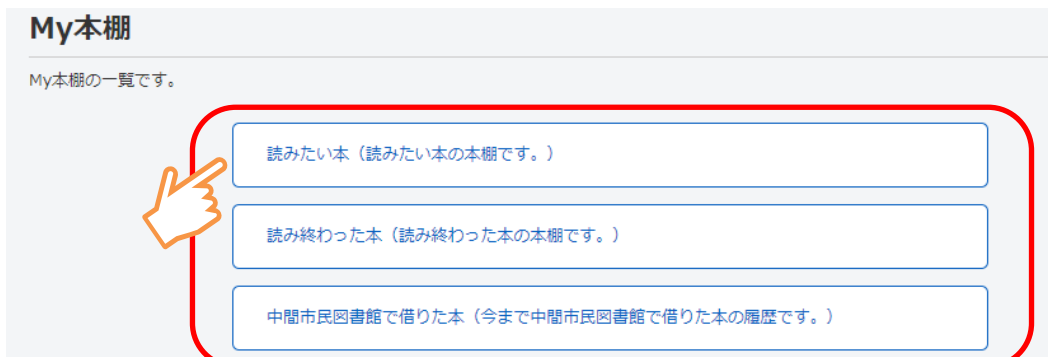 My本棚
My本棚の一覧です。
読みたい本（読みたい本の本棚です。）
読み終わった本（読み終わった本の本棚です。）
中間市民図書館で借りた本（今まで中間市民図書館で借りた本の履歴です。）